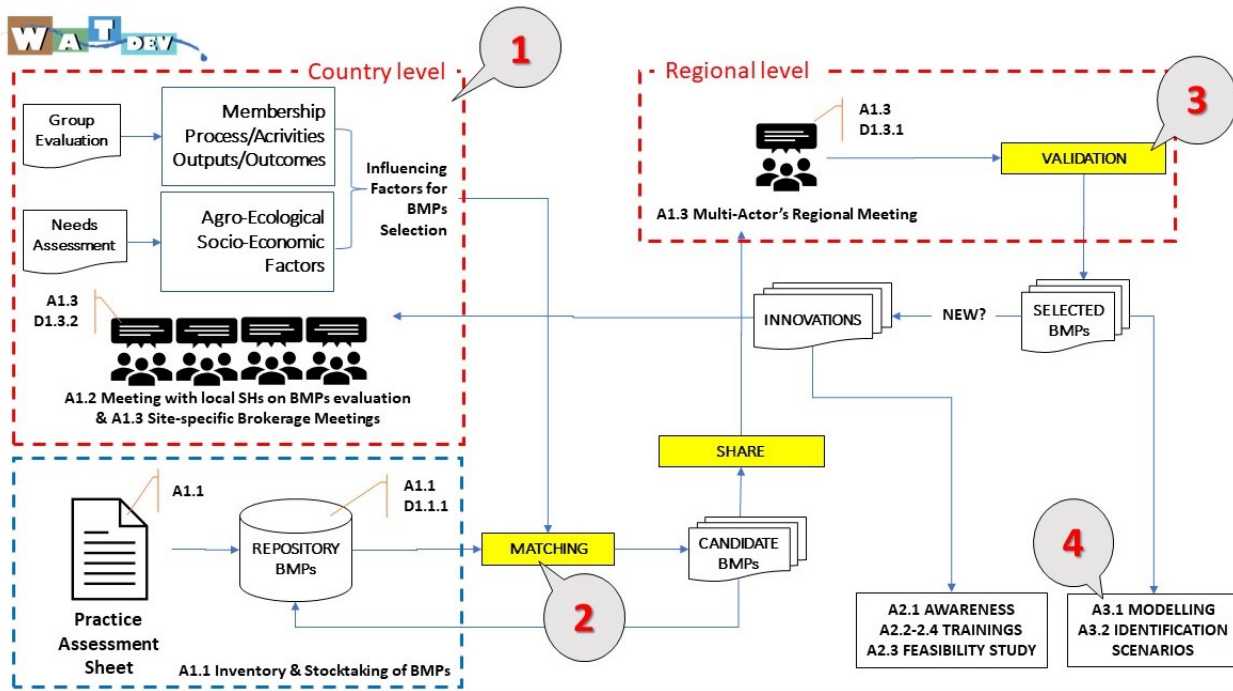 WAT DEV
Country level
1
Group
Evaluation
Membership
Process/Acrivities
Outputs/Outcomes
Influencing
Factors for
BMPs
Selection
Needs
Assessment
Agro-Ecological
Socio-Economic
Factors
A1.3
D1.3.2
A1.2 Meeting with local SHs on BMPs evaluation
& A1.3 Site-specific Brokerage Meetings
Regional level
3
A1.3
D1.3.1
VALIDATION
A1.3 Multi-Actor's Regional Meeting
INNOVATIONS
NEW?
SELECTED
BMPs
SHARE
A1.1
A1.1
D1.1.1
REPOSITORY
BMPs
MATCHING
CANDIDATE
BMPs
2
4
Practice
Assessment
Sheet
A1.1 Inventory & Stocktaking of BMPs
A2.1 AWARENESS
A2.2-2.4 TRAININGS
A2.3 FEASIBILITY STUDY
A3.1 MODELLING
A3.2 IDENTIFICATION
SCENARIOS